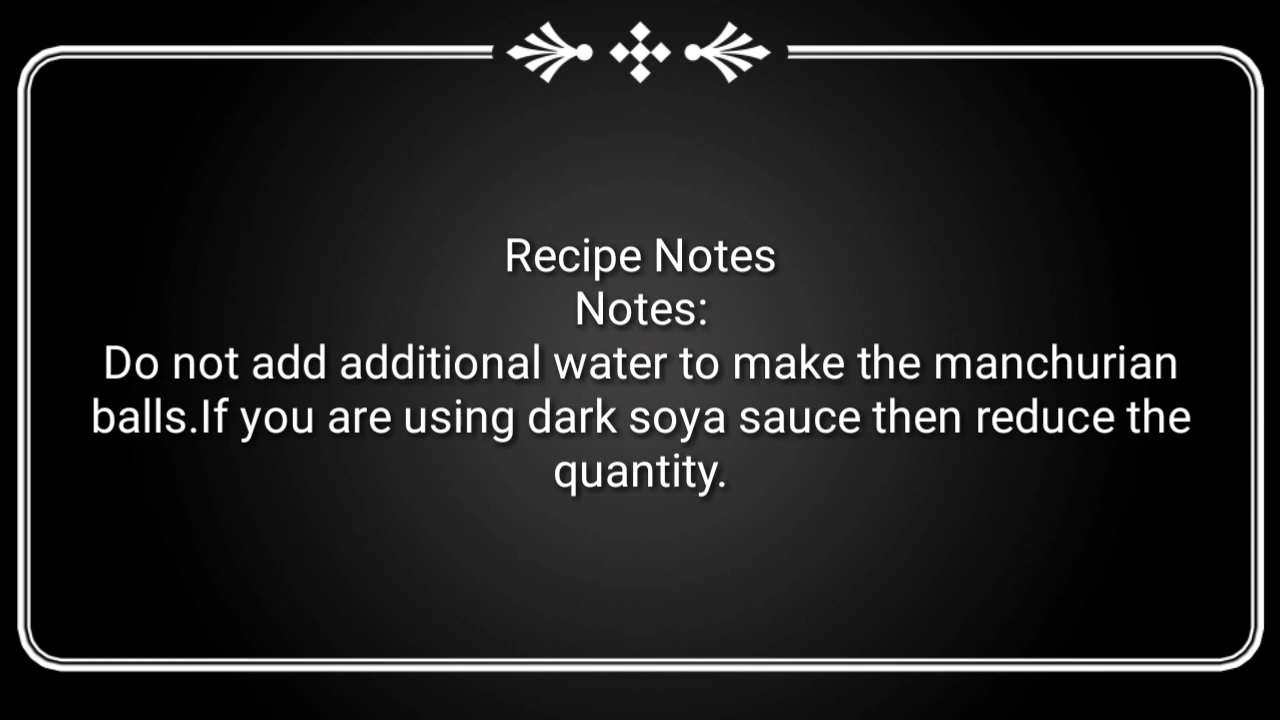 Recipe Notes
Notes:
Do not add additional water to make the manchurian
balls.If you are using dark soya sauce then reduce the
quantity.